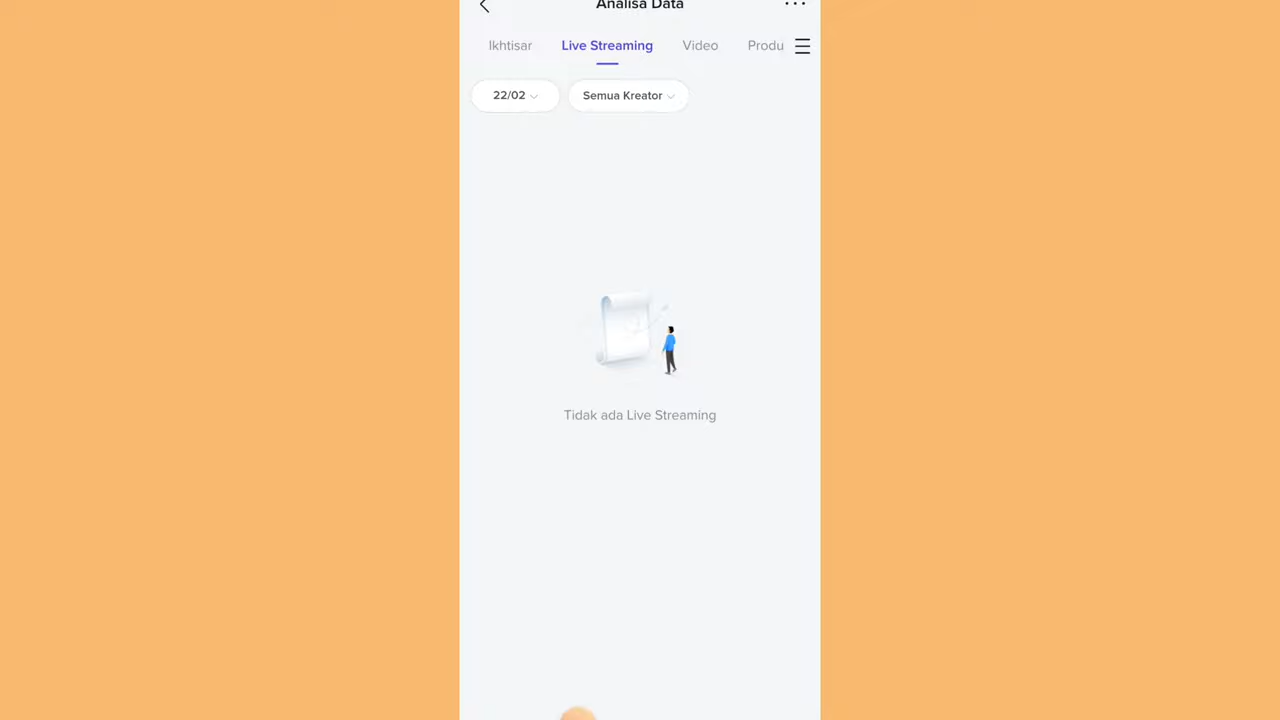 Analisa Data
Ikhtisar Live Streaming Video Produ
22/02 Semua Kreator
Tidak ada Live Streaming